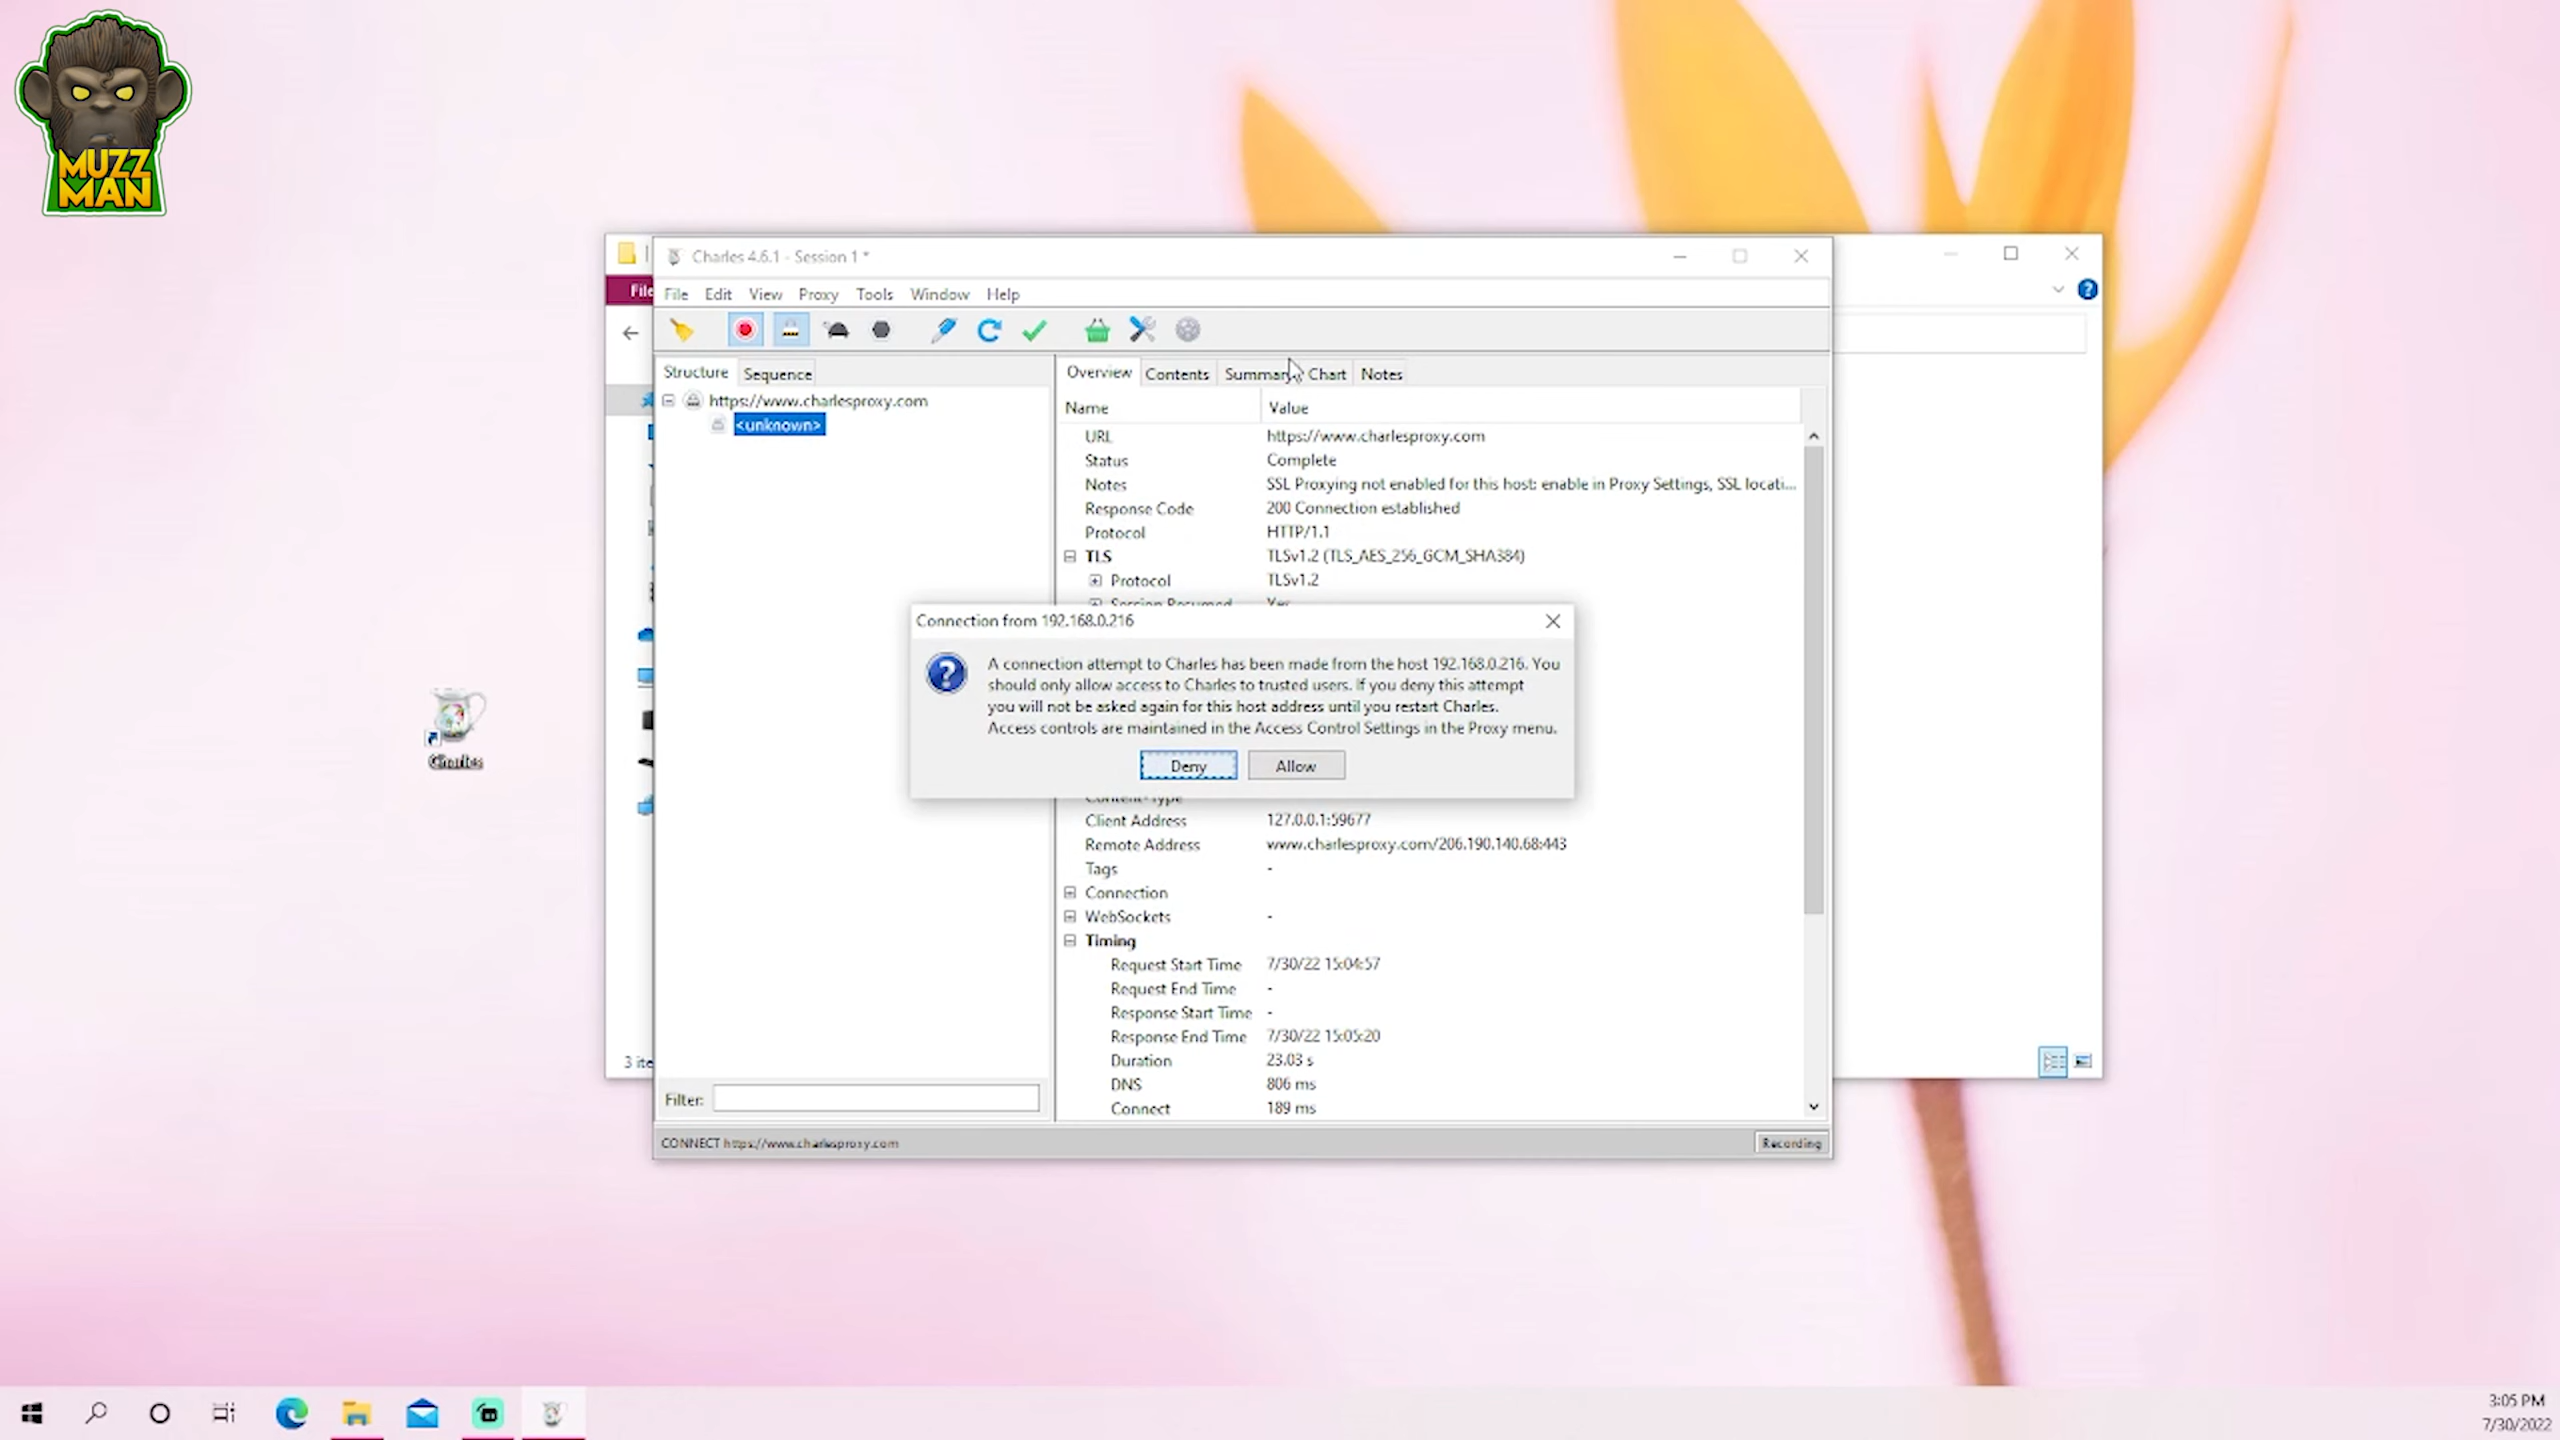 MUZZ
MAN
Charles 4.6.1 - Session 1 *
File
File Edit View Proxy Tools Window Help
Structure Sequence
Overview Contents Summary Chart Notes
https://www.charlesproxy.com
<unknown>
Name Value
URL https://www.charlesproxy.com
Status Complete
Notes SSL Proxying not enabled for this host: enable in Proxy Settings, SSL locati...
Response Code 200 Connection established
Protocol HTTP/1.1
TLS TLSv1.2 (TLS_AES_256_GCM_SHA384)
Protocol TLSv1.2
Session Resumed Yes
Connection from 192.168.0.216
A connection attempt to Charles has been made from the host 192.168.0.216. You
should only allow access to Charles to trusted users. If you deny this attempt
you will not be asked again for this host address until you restart Charles.
Access controls are maintained in the Access Control Settings in the Proxy menu.
Deny Allow
Charles
Content-Type
Client Address 127.0.0.1:59677
Remote Address www.charlesproxy.com/206.190.140.68:443
Tags -
Connection
WebSockets -
Timing
Request Start Time 7/30/22 15:04:57
Request End Time -
Response Start Time -
Response End Time 7/30/22 15:05:20
Duration 23.03 s
DNS 806 ms
Connect 189 ms
3 ite
Filter:
CONNECT https://www.charlesproxy.com
Recording
3:05 PM
7/30/2022